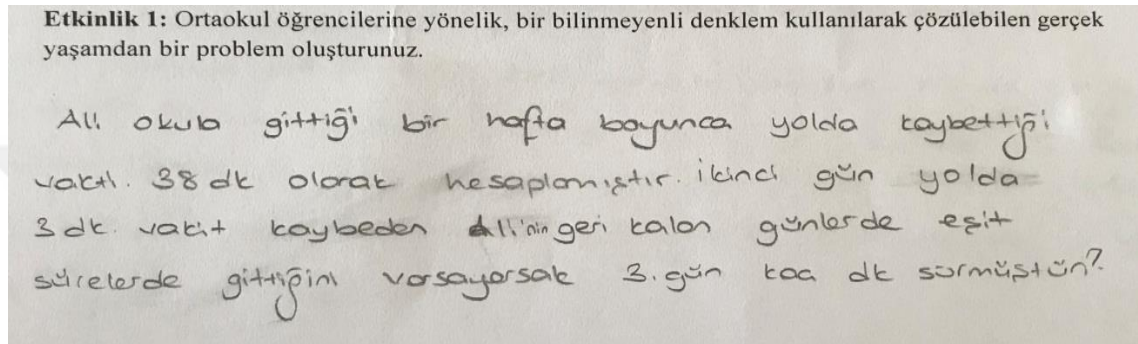 Etkinlik 1: Ortaokul öğrencilerine yönelik, bir bilinmeyenli denklem kullanılarak çözülebilen gerçek
yaşamdan bir problem oluşturunuz.
Ali okula gittiği bir hafta boyunca yolda kaybettiği
vakti. 38 dk olarak hesaplamıştır. İkinci gün yolda
3 dk. vakit kaybeden Ali'nin geri kalan günlerde eşit
sürelerde gittiğini varsayarsak 3. gün kaç dk sürmüştür?